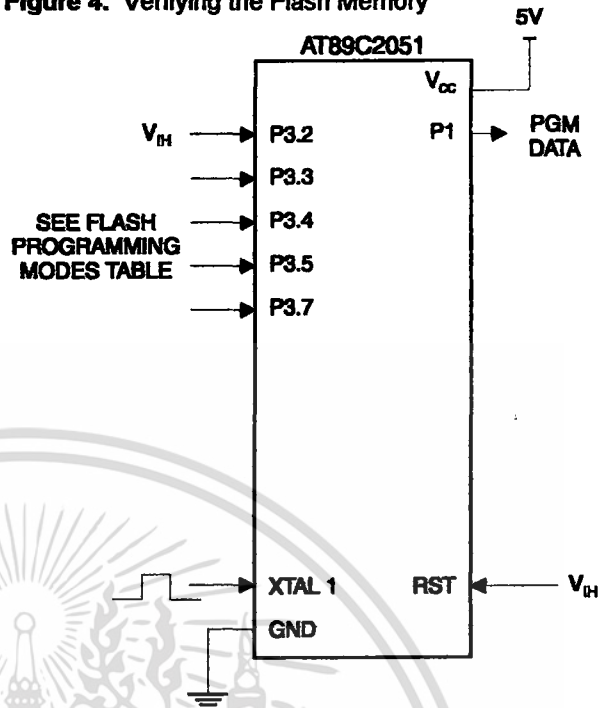 Figure 4. Verifying the Flash Memory
5V
AT89C2051
VCC
VIH
P3.2
P1
PGM
DATA
P3.3
SEE FLASH
PROGRAMMING
MODES TABLE
P3.4
P3.5
P3.7
XTAL 1
RST
VIH
GND